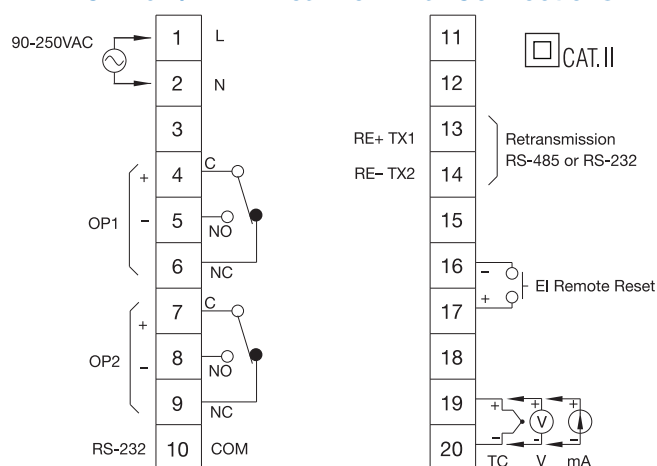 90-250VAC
1 L
2 N
3
4 C
5 NO
6 NC
OP1 + −
7 C
8 NO
9 NC
OP2 + −
RS-232 10 COM
11
12
CAT. II
RE+ TX1 13
RE− TX2 14
Retransmission
RS-485 or RS-232
15
16 −
17 +
EI Remote Reset
18
19 + + +
V
20 − - -
TC V mA